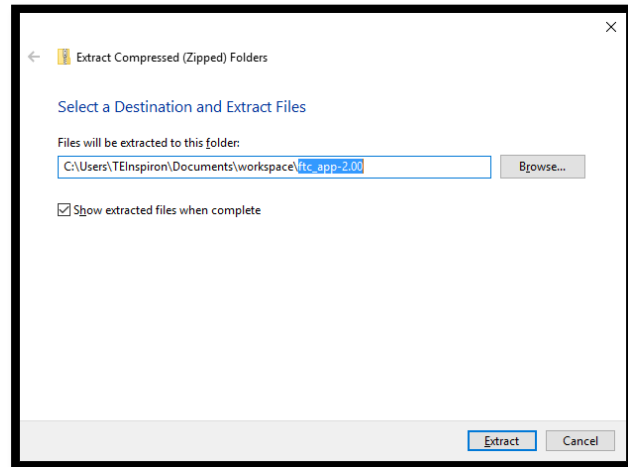 Extract Compressed (Zipped) Folders
Select a Destination and Extract Files
Files will be extracted to this folder:
C:\Users\TEInspiron\Documents\workspace\ftc_app-2.00
Browse...
Show extracted files when complete
Extract
Cancel